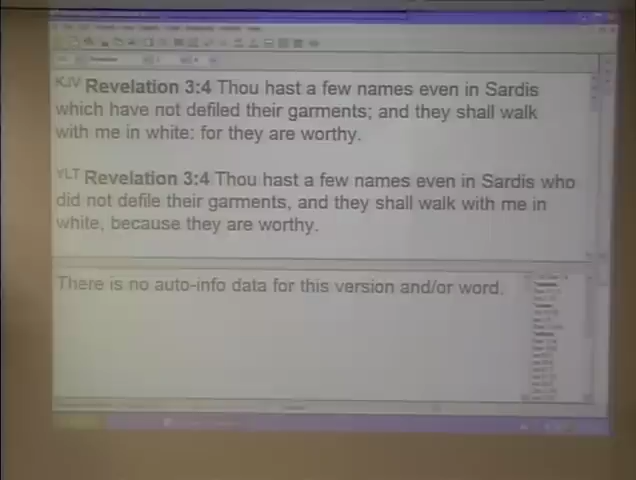 KJV Revelation 3:4 Thou hast a few names even in Sardis
which have not defiled their garments; and they shall walk
with me in white: for they are worthy.
YLT Revelation 3:4 Thou hast a few names even in Sardis who
did not defile their garments, and they shall walk with me in
white, because they are worthy.
There is no auto-info data for this version and/or word.